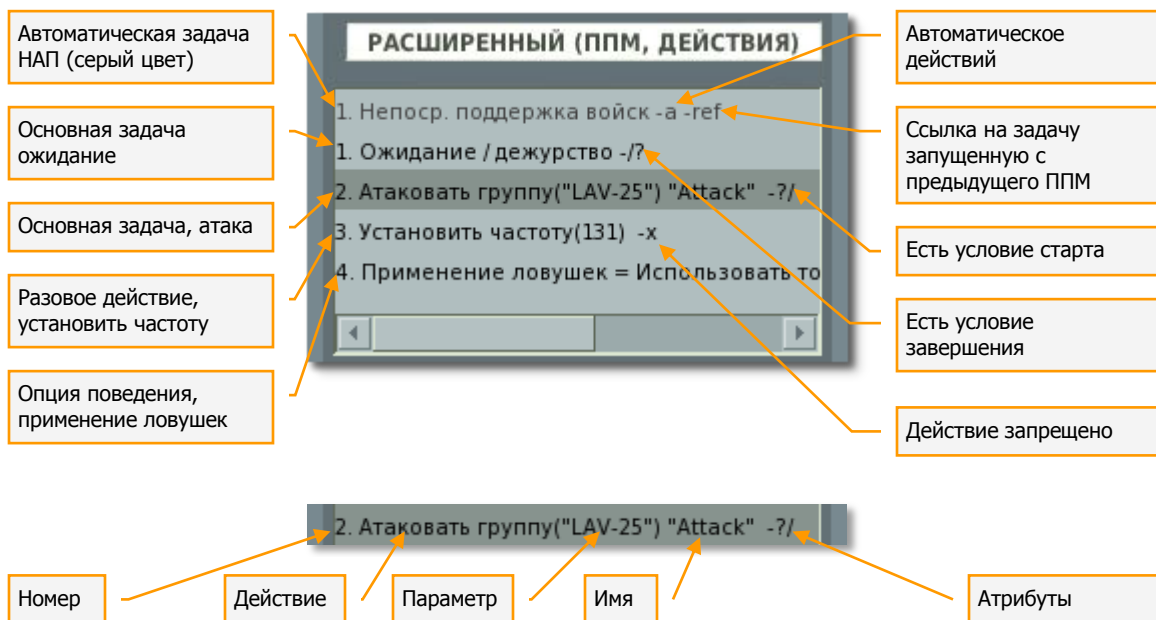 Автоматическая задача
НАП (серый цвет)
Основная задача
ожидание
Основная задача, атака
Разовое действие,
установить частоту
Опция поведения,
применение ловушек
РАСШИРЕННЫЙ (ППМ, ДЕЙСТВИЯ)
1. Непоср. поддержка войск -a -ref
1. Ожидание / дежурство -/?
2. Атаковать группу("LAV-25") "Attack" -?/
3. Установить частоту(131) -x
4. Применение ловушек = Использовать то
Автоматическое
действий
Ссылка на задачу
запущенную с
предыдущего ППМ
Есть условие старта
Есть условие
завершения
Действие запрещено
2. Атаковать группу("LAV-25") "Attack" -?/
Номер
Действие
Параметр
Имя
Атрибуты